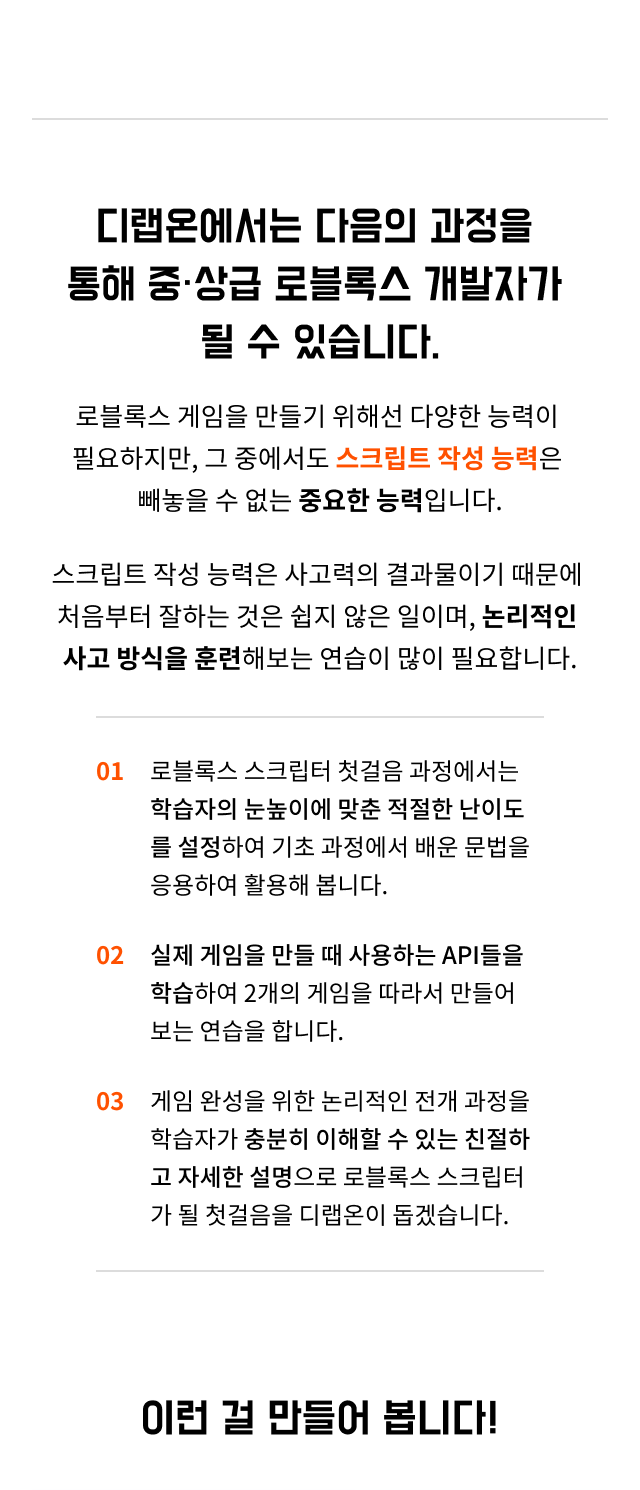 디랩온에서는 다음의 과정을
통해 중·상급 로블록스 개발자가
될 수 있습니다.
로블록스 게임을 만들기 위해선 다양한 능력이
필요하지만, 그 중에서도 스크립트 작성 능력은
빼놓을 수 없는 중요한 능력입니다.
스크립트 작성 능력은 사고력의 결과물이기 때문에
처음부터 잘하는 것은 쉽지 않은 일이며, 논리적인
사고 방식을 훈련해보는 연습이 많이 필요합니다.
01 로블록스 스크립터 첫걸음 과정에서는
학습자의 눈높이에 맞춘 적절한 난이도
를 설정하여 기초 과정에서 배운 문법을
응용하여 활용해 봅니다.
02 실제 게임을 만들 때 사용하는 API들을
학습하여 2개의 게임을 따라서 만들어
보는 연습을 합니다.
03 게임 완성을 위한 논리적인 전개 과정을
학습자가 충분히 이해할 수 있는 친절하
고 자세한 설명으로 로블록스 스크립터
가 될 첫걸음을 디랩온이 돕겠습니다.
이런 걸 만들어 봅니다!